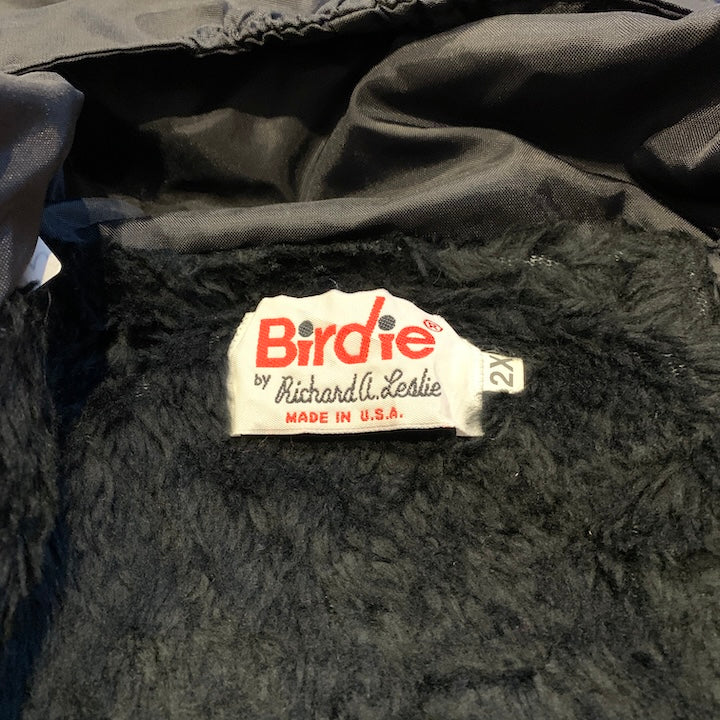 Birdie®
by Richard A. Leslie
MADE IN U.S.A.
2X